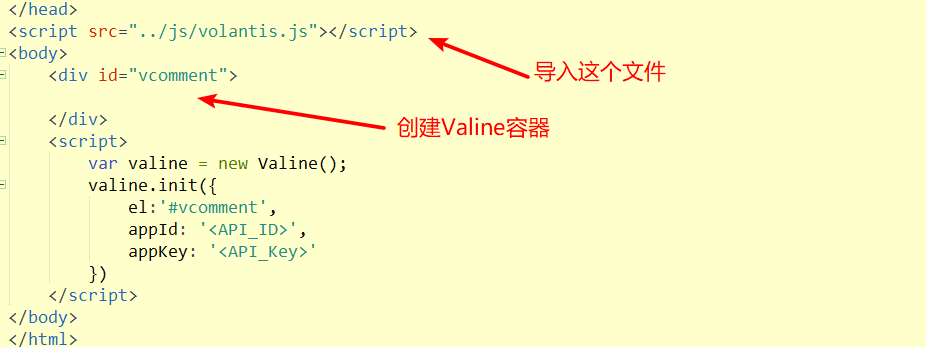 </head>
<script src="../js/volantis.js"></script>
<body>
导入这个文件
<div id="vcomment">
创建Valine容器
</div>
<script>
var valine = new Valine();
valine.init({
el:'#vcomment',
appId: '<API_ID>',
appKey: '<API_Key>'
})
</script>
</body>
</html>